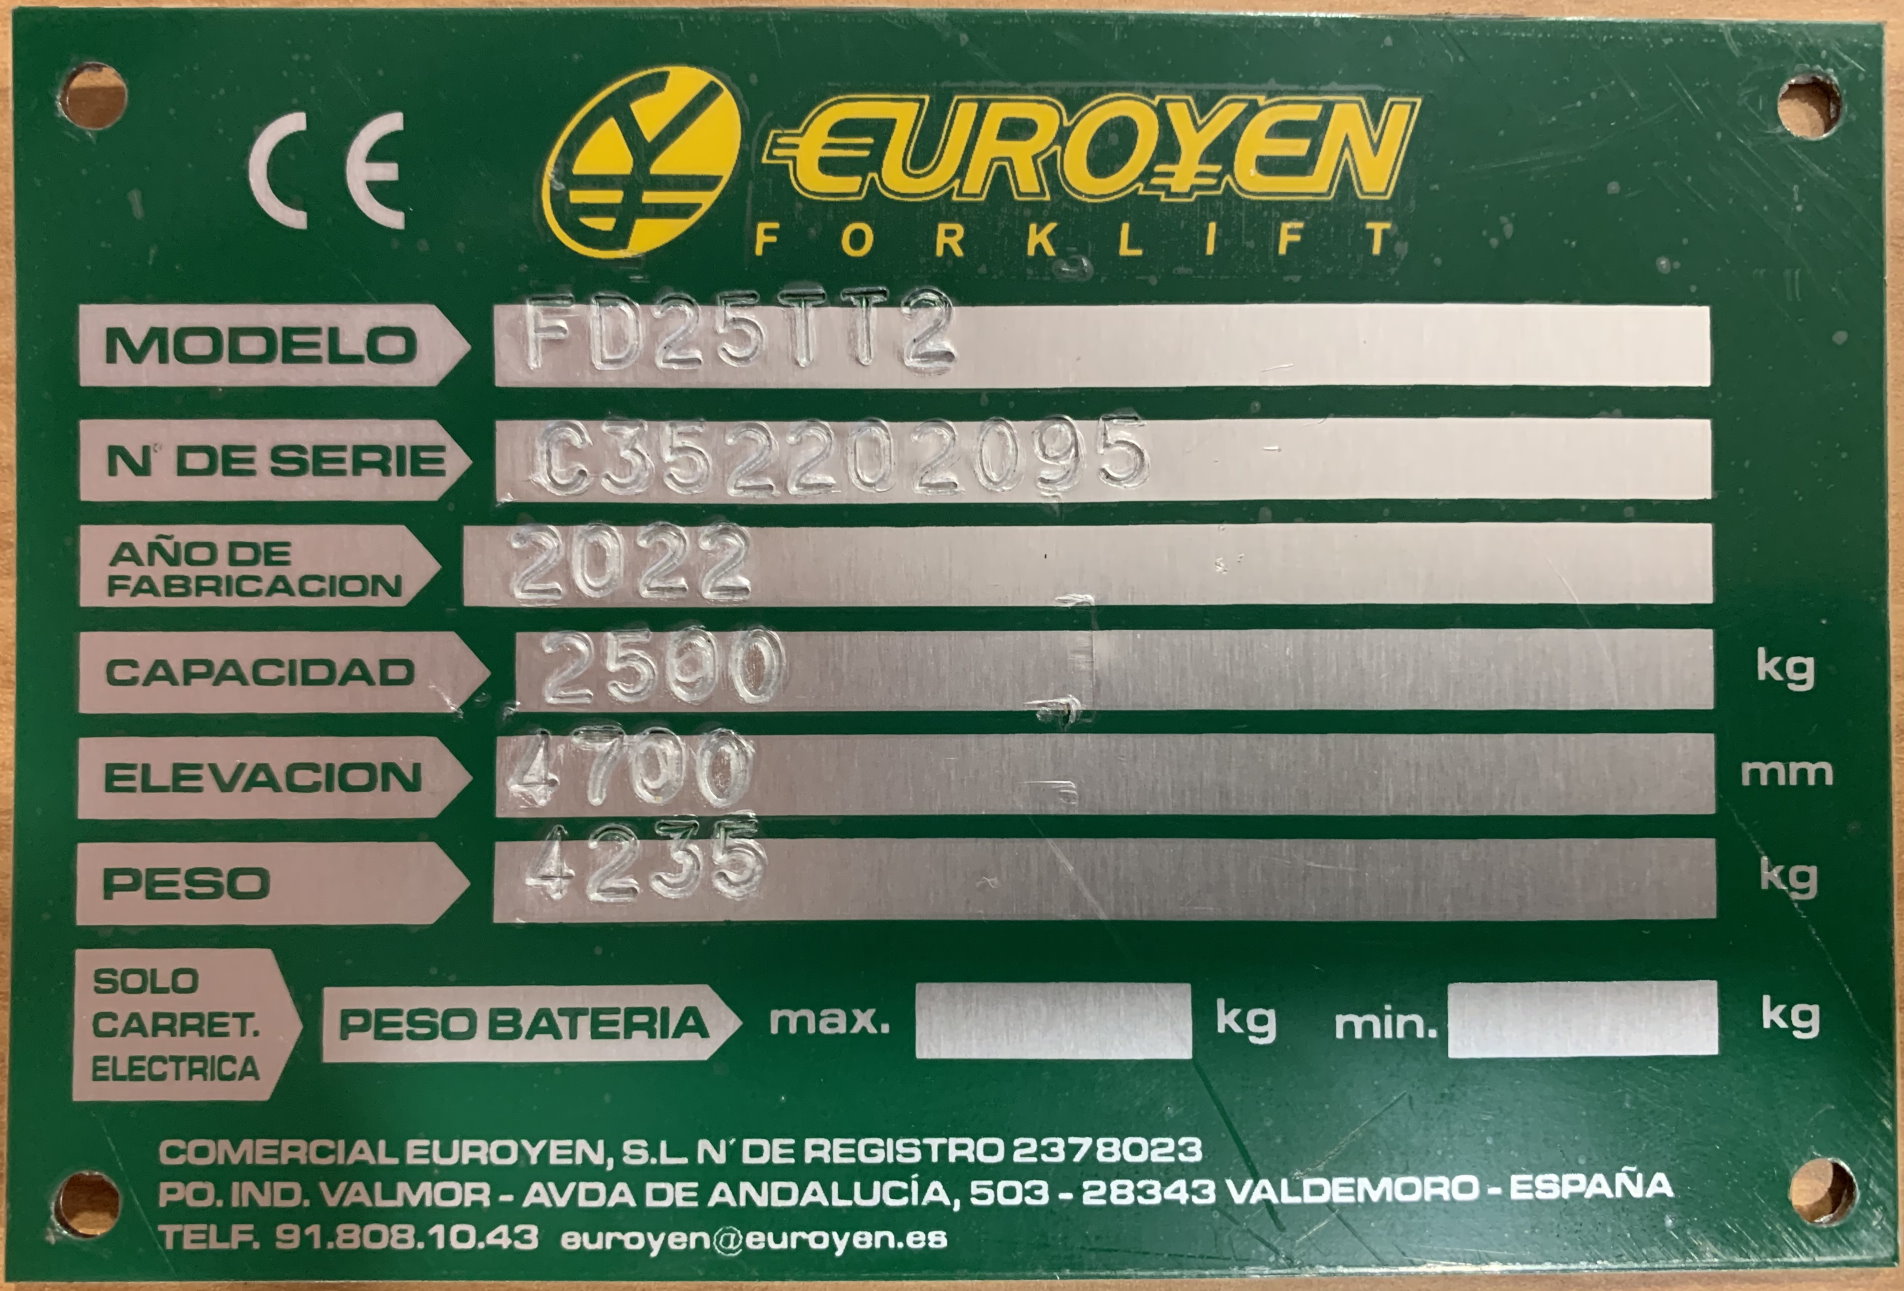 CE EUROYEN
FORKLIFT
MODELO FD25TT2
N° DE SERIE C352202095
AÑO DE
FABRICACION 2022
CAPACIDAD 2500 kg
ELEVACION 4700 mm
PESO 4235 kg
SOLO
CARRET.
ELECTRICA
PESO BATERIA max. kg min. kg
COMERCIAL EUROYEN, S.L N° DE REGISTRO 2378023
PO. IND. VALMOR - AVDA DE ANDALUCÍA, 503 - 28343 VALDEMORO - ESPAÑA
TELF. 91.808.10.43 euroyen@euroyen.es